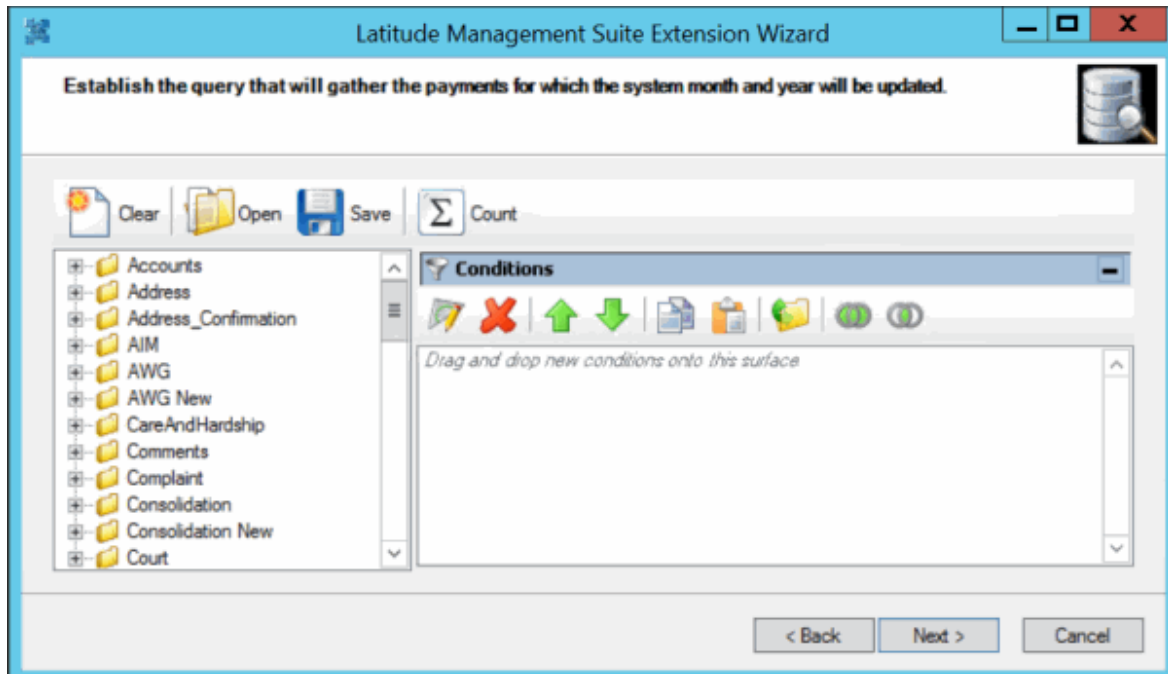 Latitude Management Suite Extension Wizard
Establish the query that will gather the payments for which the system month and year will be updated.
Clear Open Save Σ Count
Accounts
Address
Address_Confirmation
AIM
AWG
AWG New
CareAndHardship
Comments
Complaint
Consolidation
Consolidation New
Court
Conditions
Drag and drop new conditions onto this surface
< Back Next > Cancel